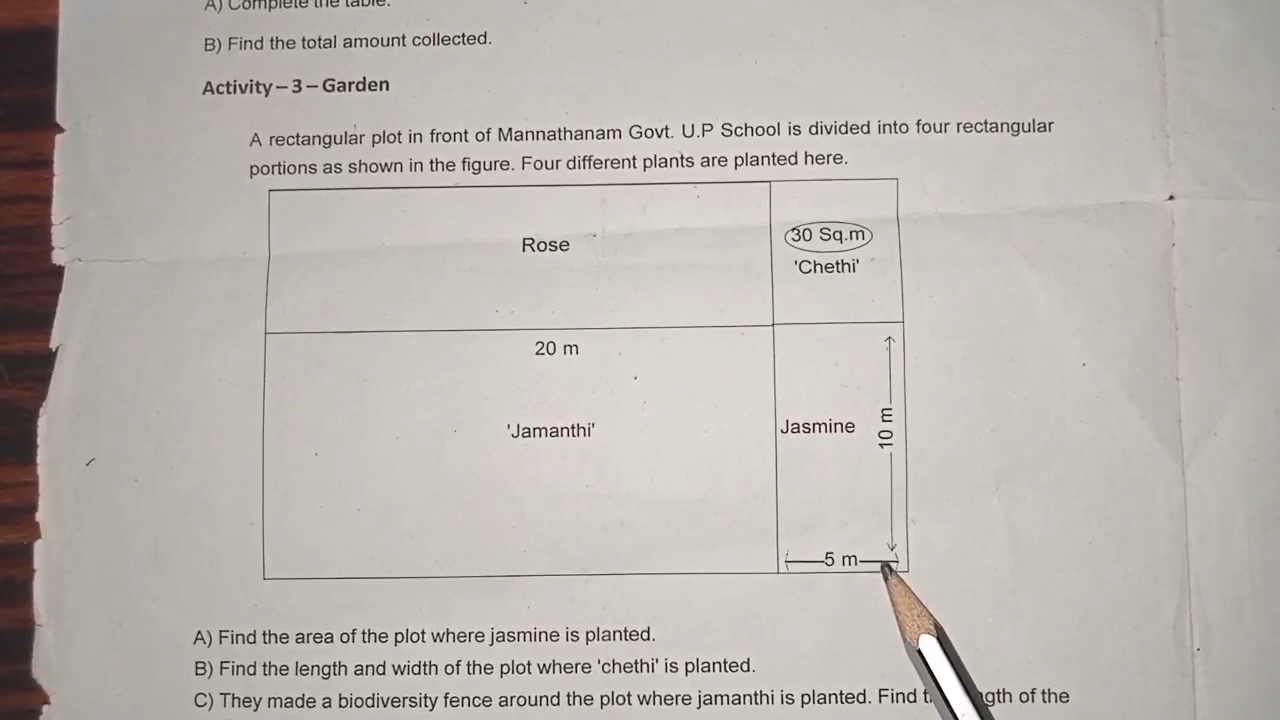 A) Complete the table.
B) Find the total amount collected.
Activity – 3 – Garden
A rectangular plot in front of Mannathanam Govt. U.P School is divided into four rectangular
portions as shown in the figure. Four different plants are planted here.
Rose
30 Sq.m
'Chethi'
20 m
'Jamanthi'
Jasmine
10 m
5 m
A) Find the area of the plot where jasmine is planted.
B) Find the length and width of the plot where 'chethi' is planted.
C) They made a biodiversity fence around the plot where jamanthi is planted. Find of the